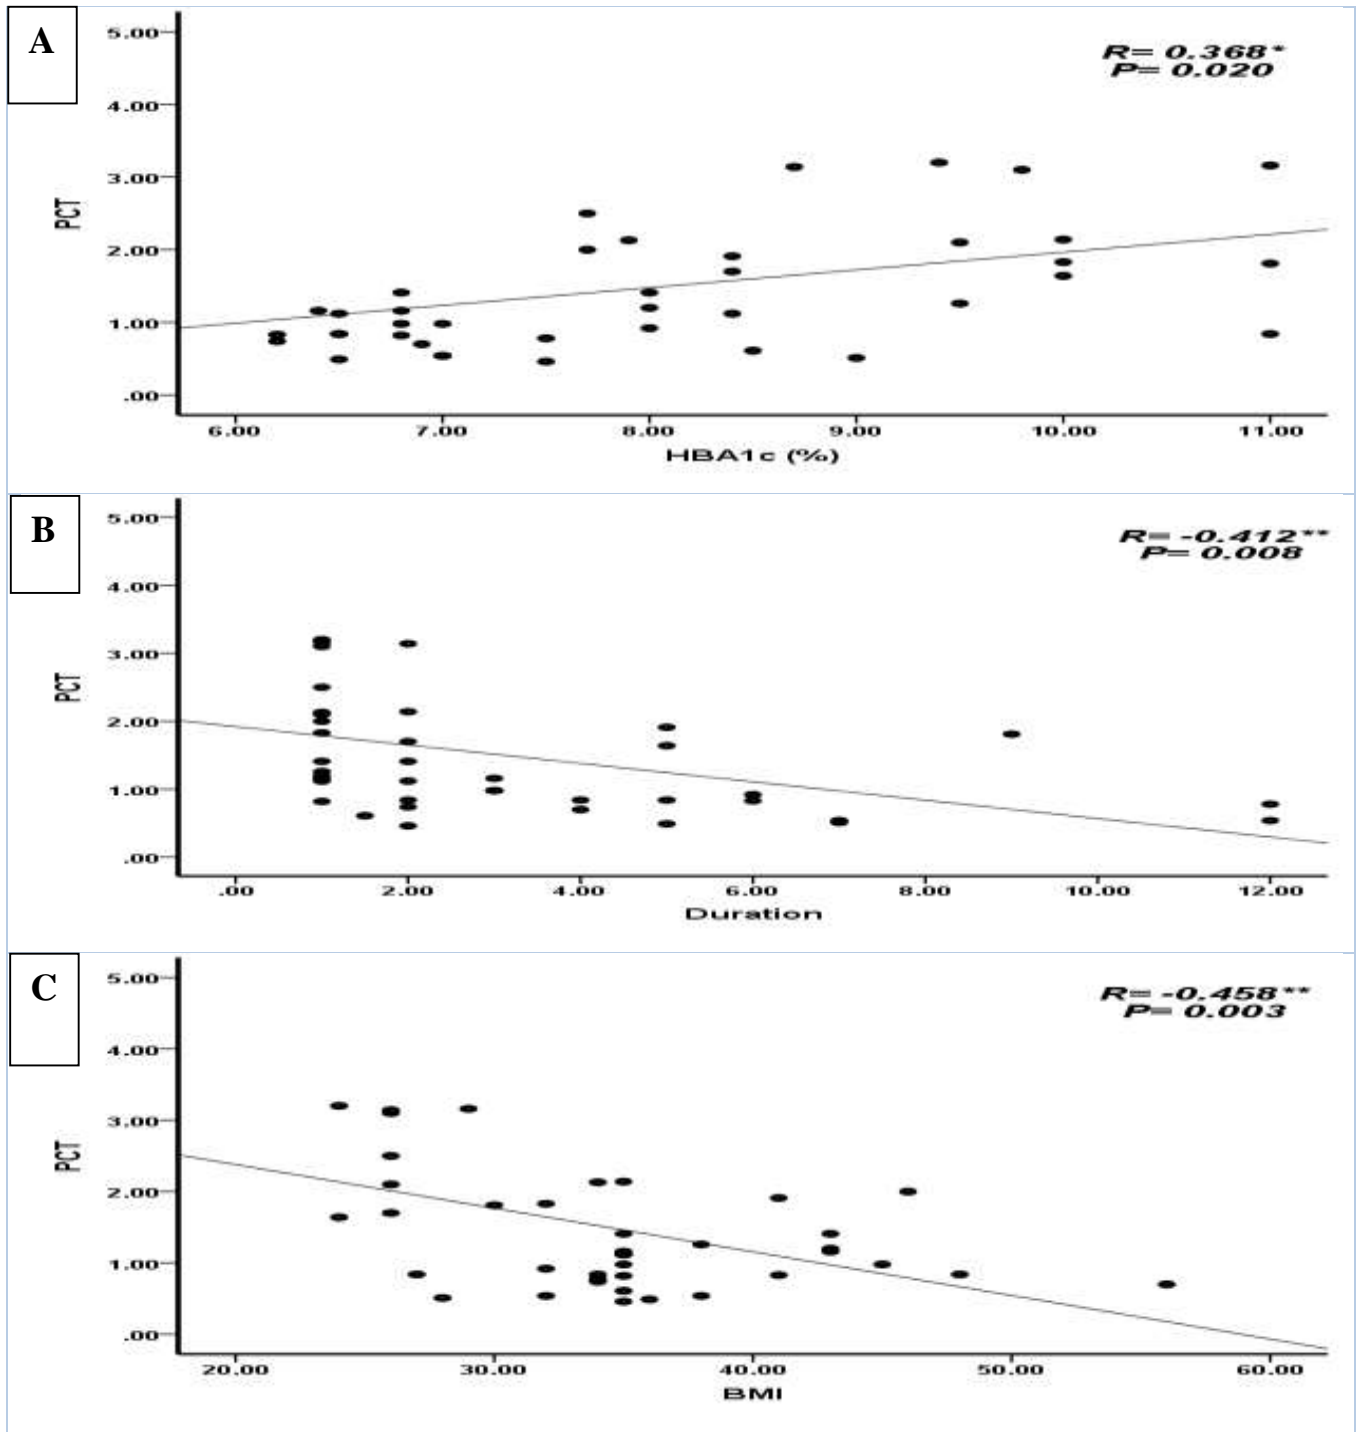 A
R= 0.368*
P= 0.020
5.00
4.00
3.00
2.00
1.00
.00
PCT
6.00 7.00 8.00 9.00 10.00 11.00
HBA1c (%)
B
R= -0.412**
P= 0.008
5.00
4.00
3.00
2.00
1.00
.00
PCT
.00 2.00 4.00 6.00 8.00 10.00 12.00
Duration
C
R= -0.458**
P= 0.003
5.00
4.00
3.00
2.00
1.00
.00
PCT
20.00 30.00 40.00 50.00 60.00
BMI